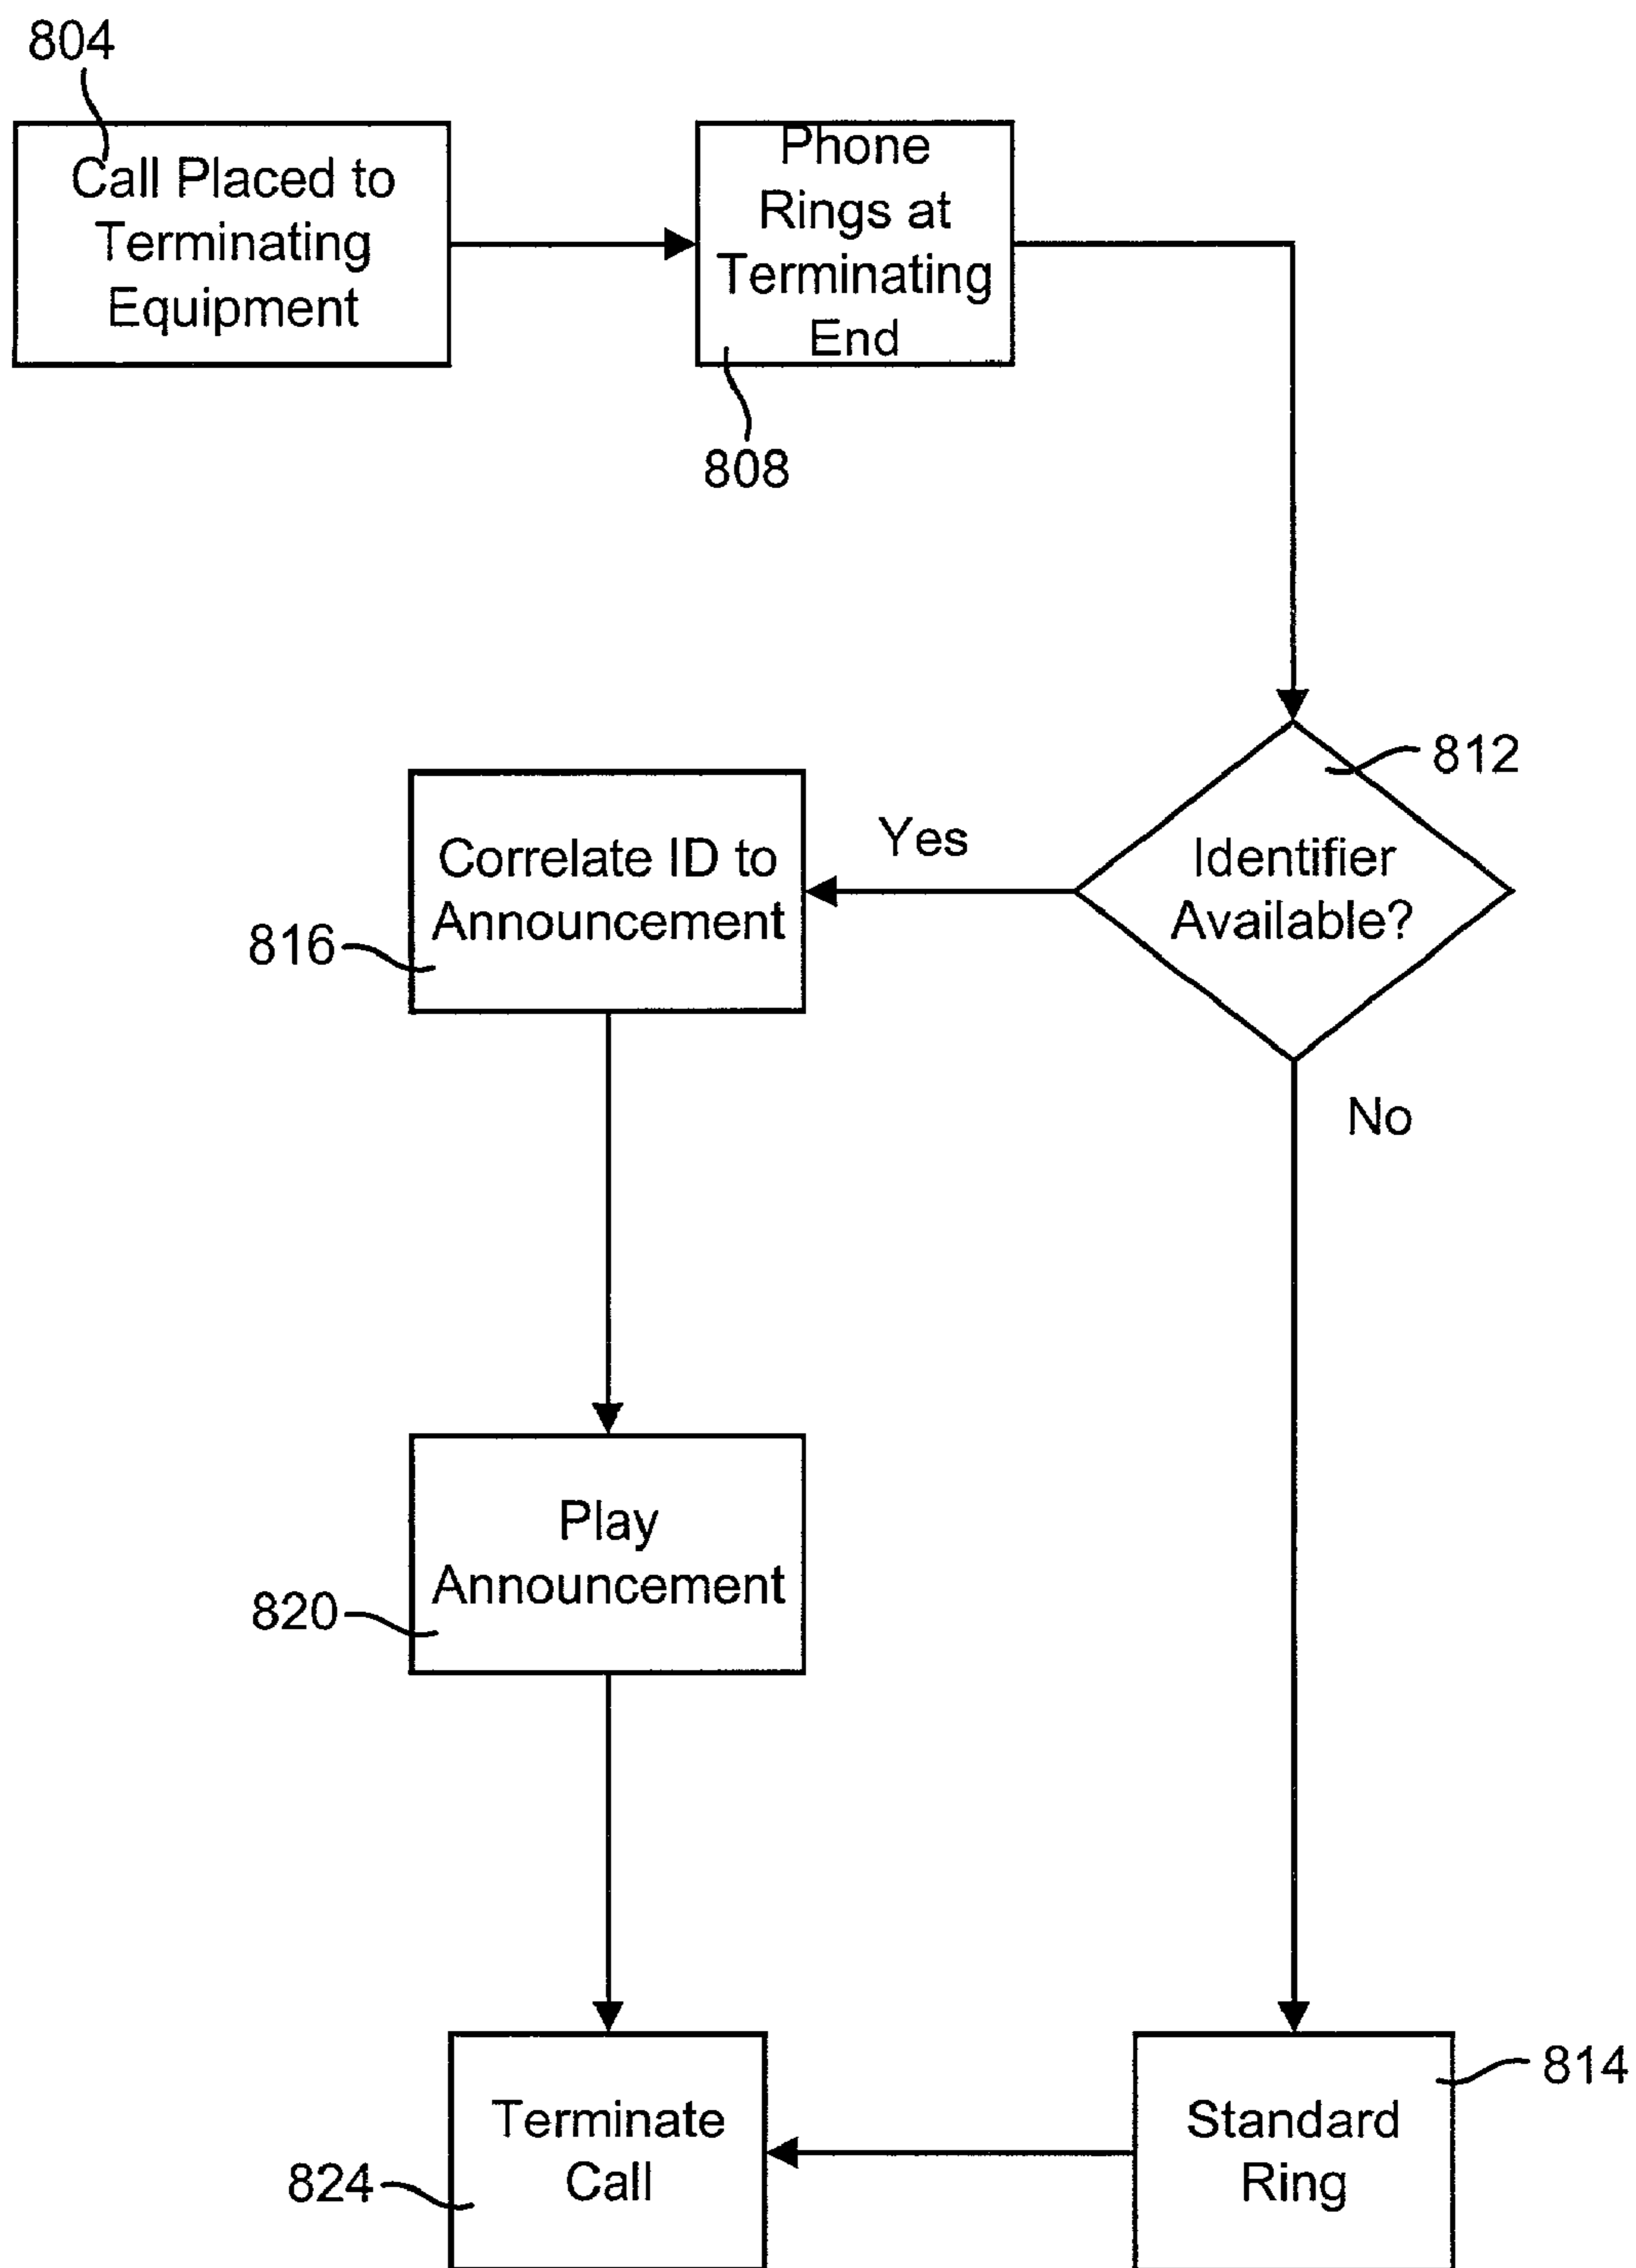 804
Call Placed to
Terminating
Equipment
Phone
Rings at
Terminating
End
808
812
Identifier
Available?
Yes
No
Correlate ID to
Announcement
816
Play
Announcement
820
Terminate
Call
824
Standard
Ring
814